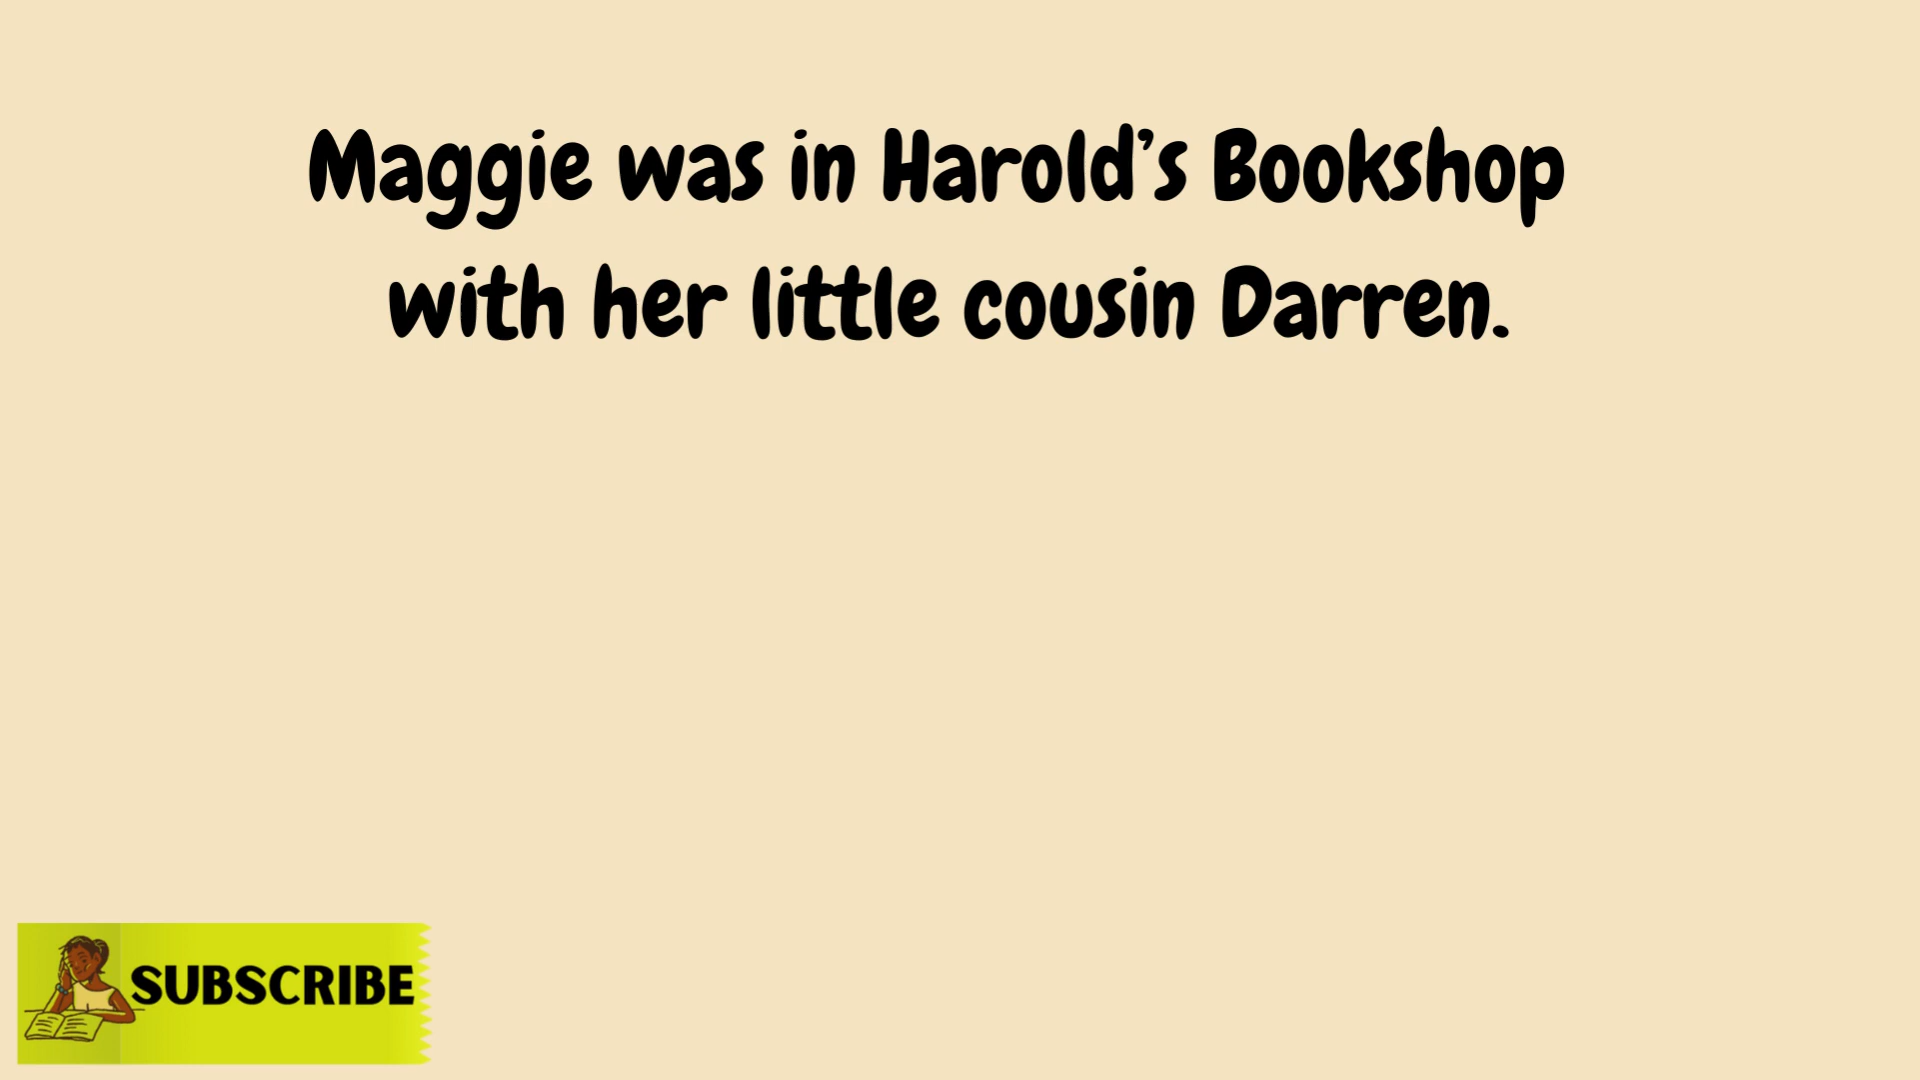 Maggie was in Harold’s Bookshop
with her little cousin Darren.
SUBSCRIBE